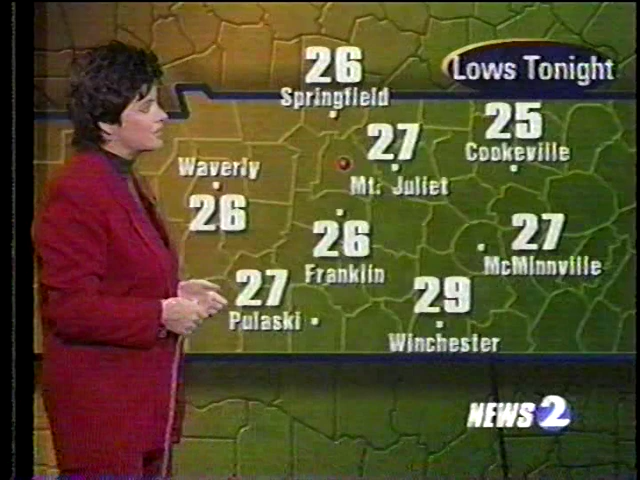 26
Springfield
Lows Tonight
25
Cookeville
27
Mt. Juliet
Waverly
26
26
Franklin
27
McMinnville
27
Pulaski
29
Winchester
NEWS 2